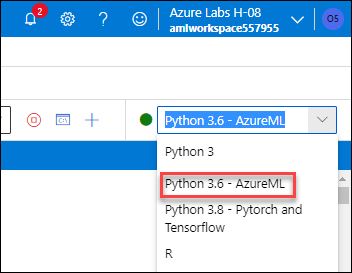 2
Azure Labs H-08
amlworkspace557955
OS
Python 3.6 - AzureML
Python 3
Python 3.6 - AzureML
Python 3.8 - Pytorch and
Tensorflow
R